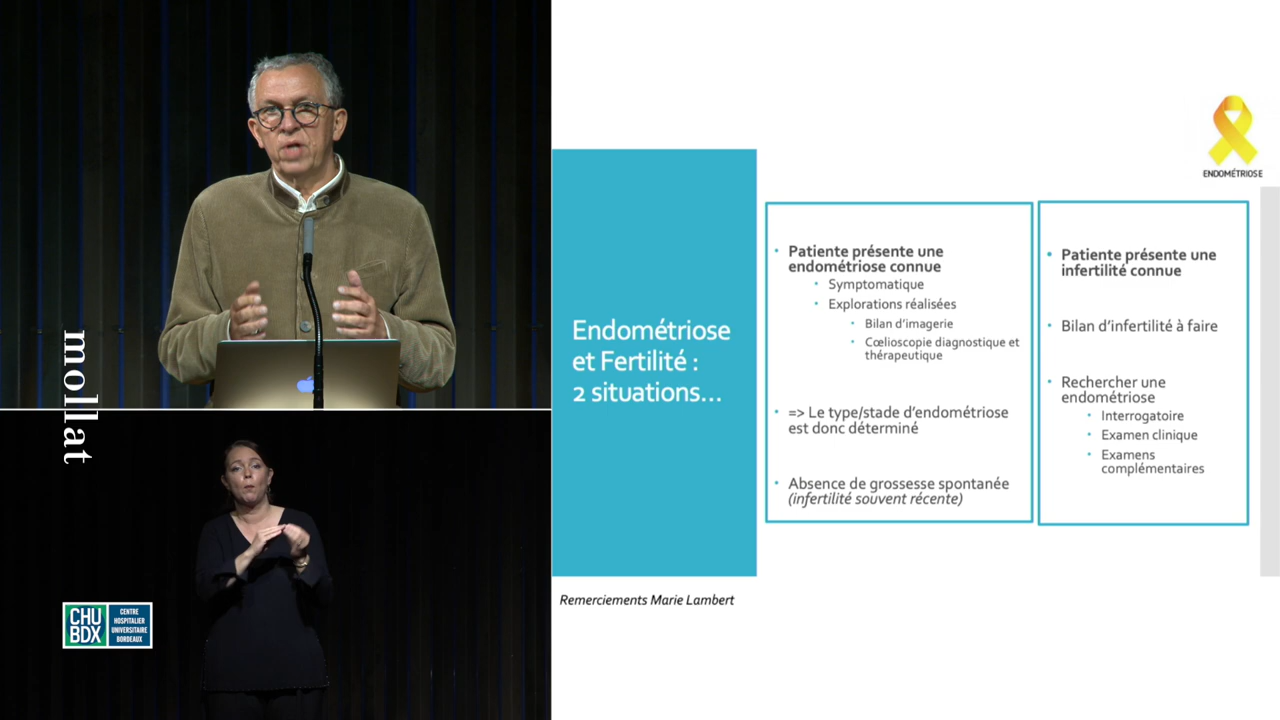 mollat
CHU
BDX
CENTRE
HOSPITALIER
UNIVERSITAIRE
BORDEAUX
Endométriose
et Fertilité :
2 situations...
ENDOMÉTRIOSE
• Patiente présente une
endométriose connue
• Symptomatique
• Explorations réalisées
• Bilan d'imagerie
• Cœlioscopie diagnostique et
thérapeutique
• => Le type/stade d'endométriose
est donc déterminé
• Absence de grossesse spontanée
(infertilité souvent récente)
• Patiente présente une
infertilité connue
• Bilan d'infertilité à faire
• Rechercher une
endométriose
• Interrogatoire
• Examen clinique
• Examens
complémentaires
Remerciements Marie Lambert